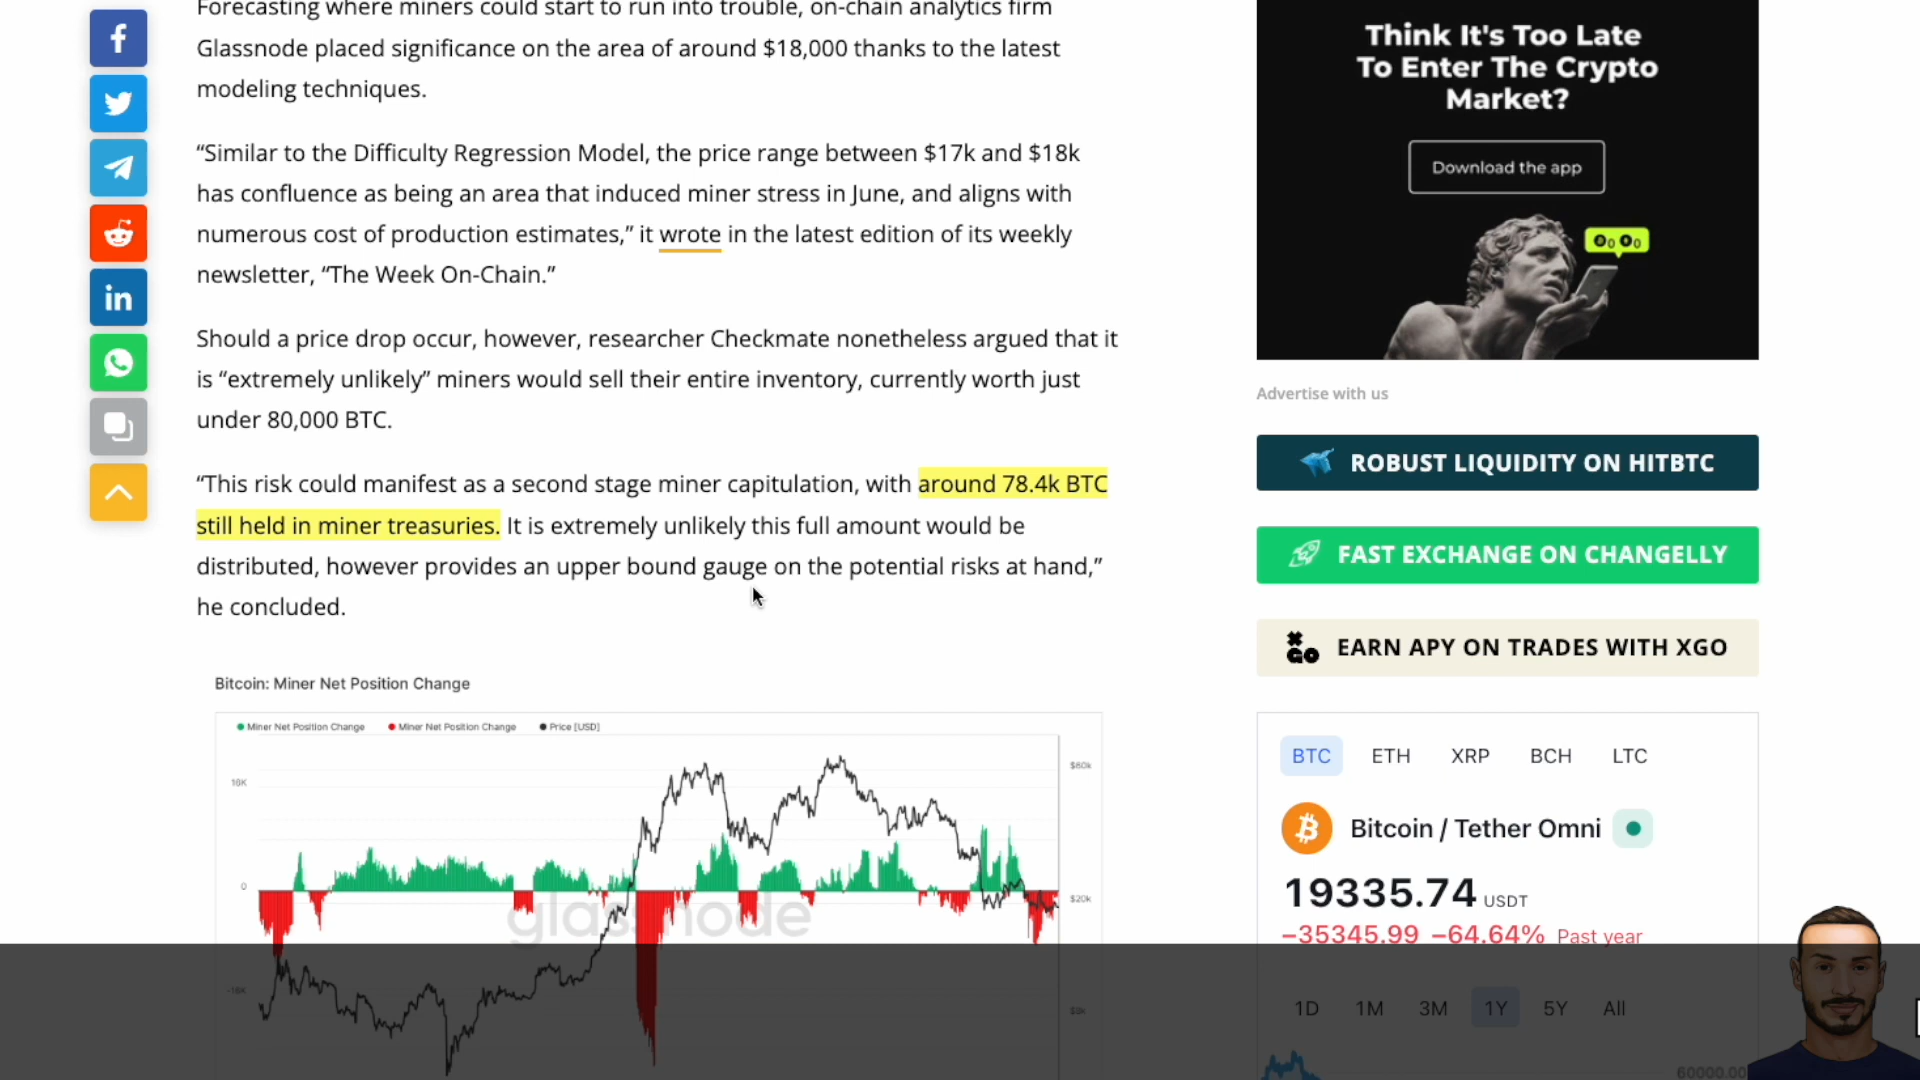 Forecasting where miners could start to run into trouble, on-chain analytics firm
Glassnode placed significance on the area of around $18,000 thanks to the latest
modeling techniques.
“Similar to the Difficulty Regression Model, the price range between $17k and $18k
has confluence as being an area that induced miner stress in June, and aligns with
numerous cost of production estimates,” it wrote in the latest edition of its weekly
newsletter, “The Week On-Chain.”
Should a price drop occur, however, researcher Checkmate nonetheless argued that it
is “extremely unlikely” miners would sell their entire inventory, currently worth just
under 80,000 BTC.
“This risk could manifest as a second stage miner capitulation, with around 78.4k BTC
still held in miner treasuries. It is extremely unlikely this full amount would be
distributed, however provides an upper bound gauge on the potential risks at hand,”
he concluded.
Bitcoin: Miner Net Position Change
Miner Net Position Change Miner Net Position Change Price [USD]
16K
0
-16K
$60k
$20k
glassnode
Think It's Too Late
To Enter The Crypto
Market?
Download the app
Advertise with us
ROBUST LIQUIDITY ON HITBTC
FAST EXCHANGE ON CHANGELLY
XGO EARN APY ON TRADES WITH XGO
BTC ETH XRP BCH LTC
Bitcoin / Tether Omni
19335.74 USDT
−35345.99 −64.64% Past year
1D 1M 3M 1Y 5Y All
60000.00